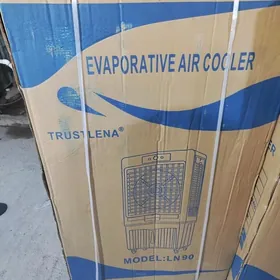 EVAPORATIVE AIR COOLER
TRUSTLENA®
MODEL:LN90